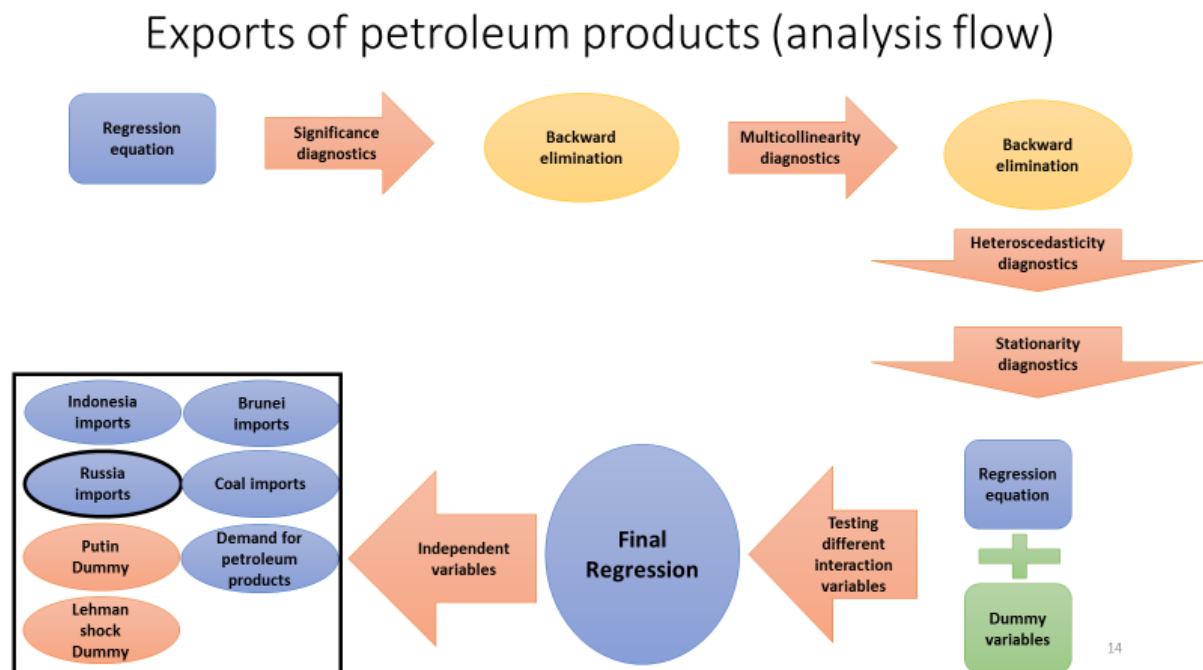 Exports of petroleum products (analysis flow)
Regression
equation
Significance
diagnostics
Backward
elimination
Multicollinearity
diagnostics
Backward
elimination
Heteroscedasticity
diagnostics
Stationarity
diagnostics
Regression
equation
Dummy
variables
Testing
different
interaction
variables
Final
Regression
Independent
variables
Indonesia
imports
Brunei
imports
Russia
imports
Coal imports
Putin
Dummy
Demand for
petroleum
products
Lehman
shock
Dummy
14